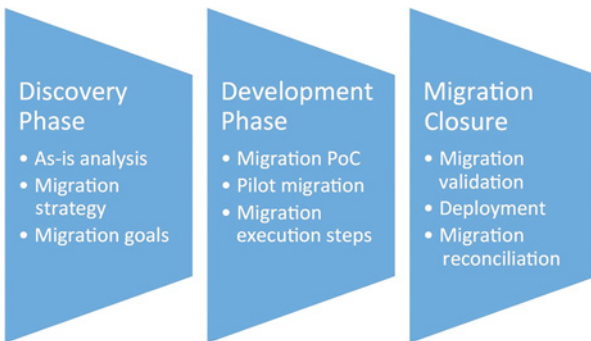 Discovery
Phase
• As-is analysis
• Migration
strategy
• Migration goals
Development
Phase
• Migration PoC
• Pilot migration
• Migration
execution steps
Migration
Closure
• Migration
validation
• Deployment
• Migration
reconciliation